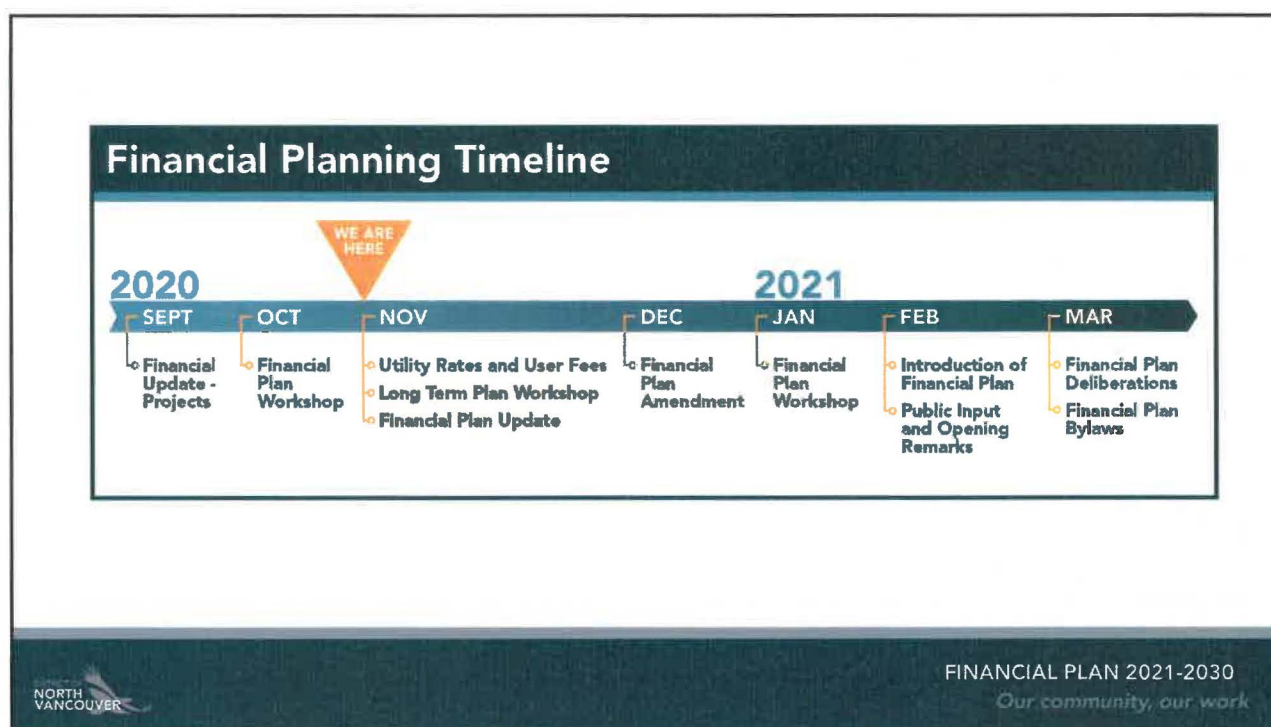 Financial Planning Timeline
WE ARE
HERE
2020
2021
SEPT
OCT
NOV
DEC
JAN
FEB
MAR
Financial
Update -
Projects
Financial
Plan
Workshop
Utility Rates and User Fees
Long Term Plan Workshop
Financial Plan Update
Financial
Plan
Amendment
Financial
Plan
Workshop
Introduction of
Financial Plan
Public Input
and Opening
Remarks
Financial Plan
Deliberations
Financial Plan
Bylaws
NORTH
VANCOUVER
FINANCIAL PLAN 2021-2030
Our community, our work